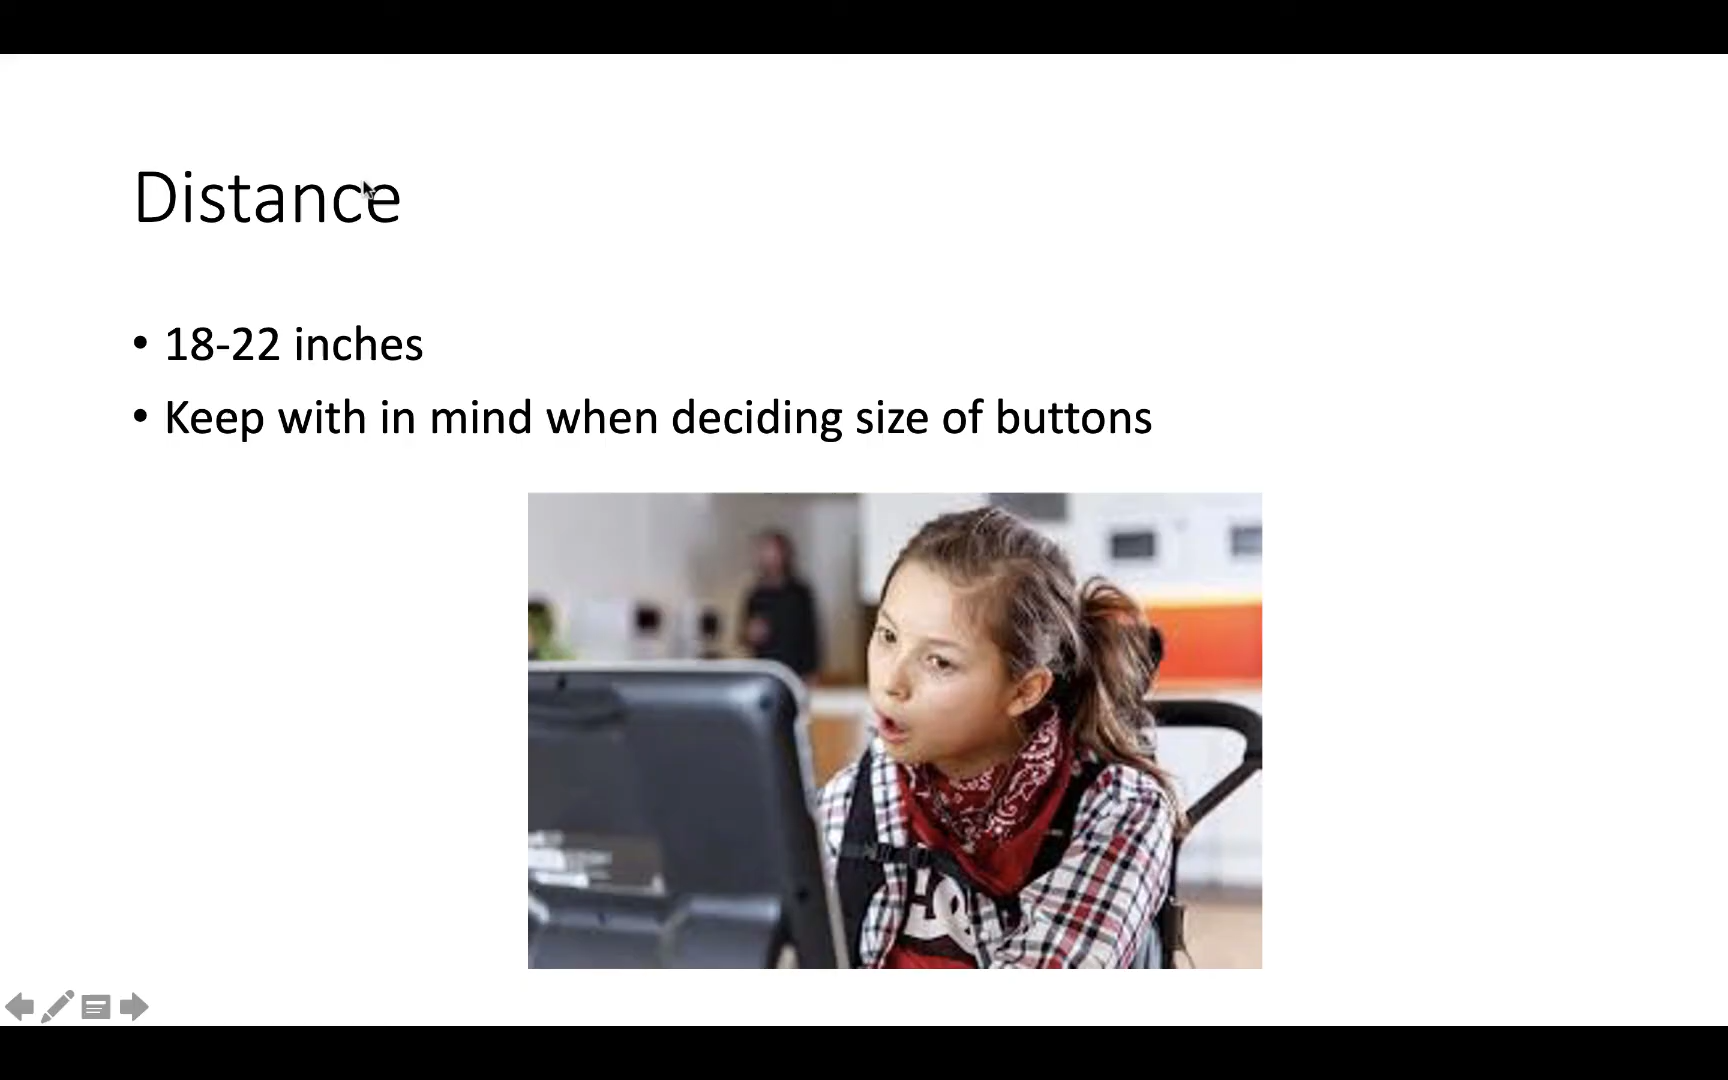 Distance
• 18-22 inches
• Keep with in mind when deciding size of buttons